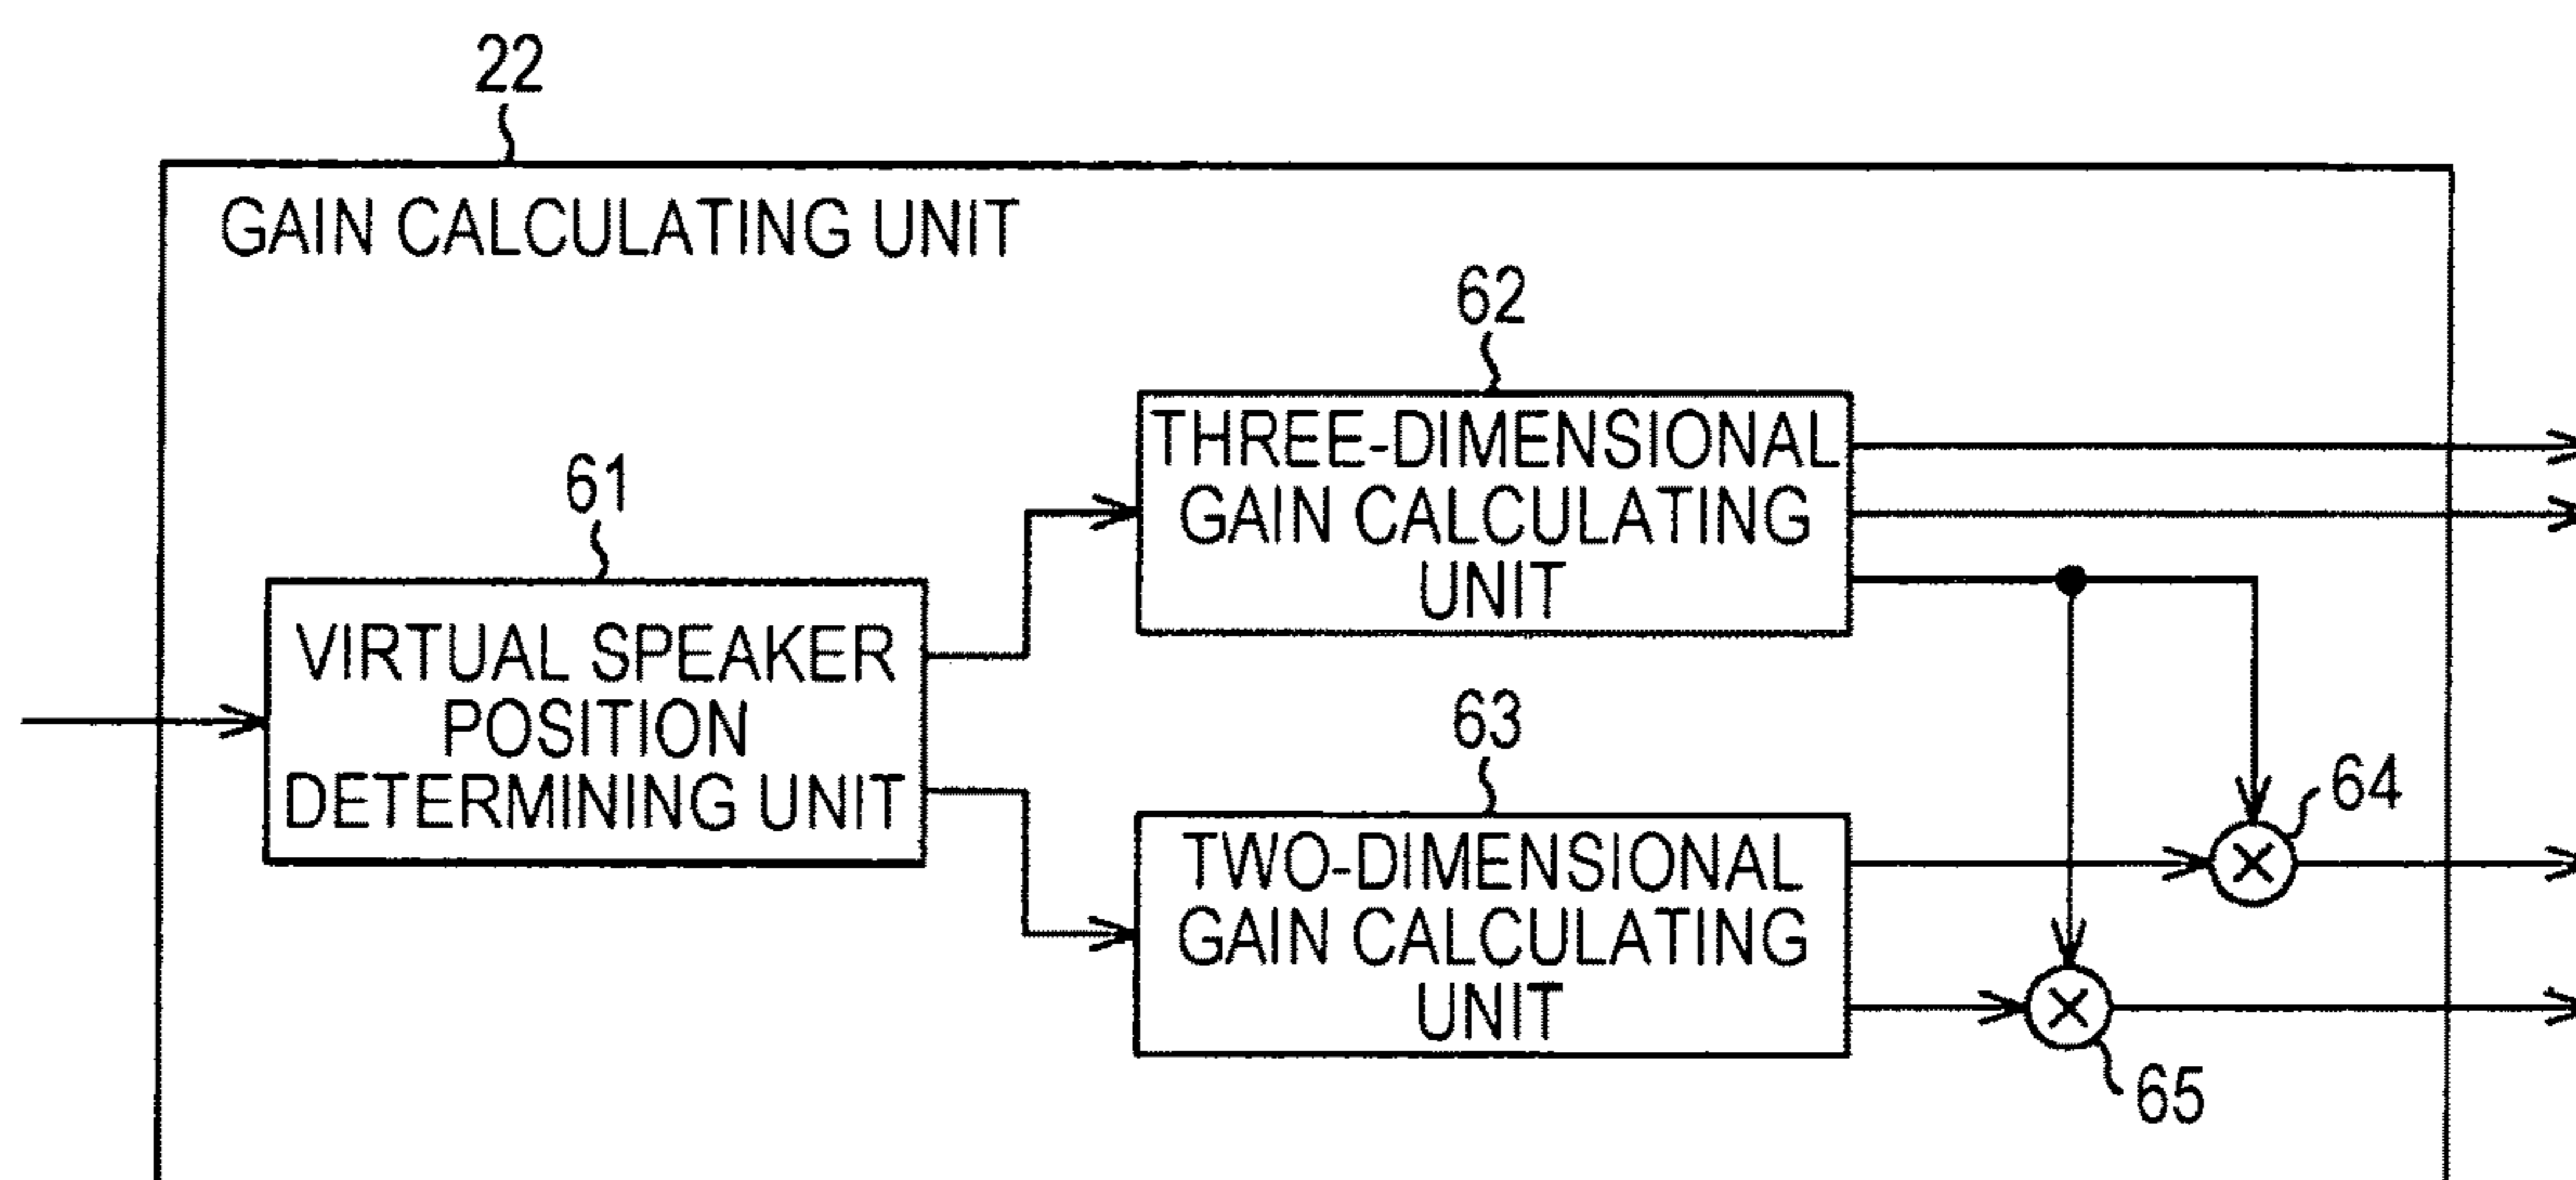 22
GAIN CALCULATING UNIT
62
THREE-DIMENSIONAL
GAIN CALCULATING
UNIT
61
VIRTUAL SPEAKER
POSITION
DETERMINING UNIT
63
TWO-DIMENSIONAL
GAIN CALCULATING
UNIT
64
65